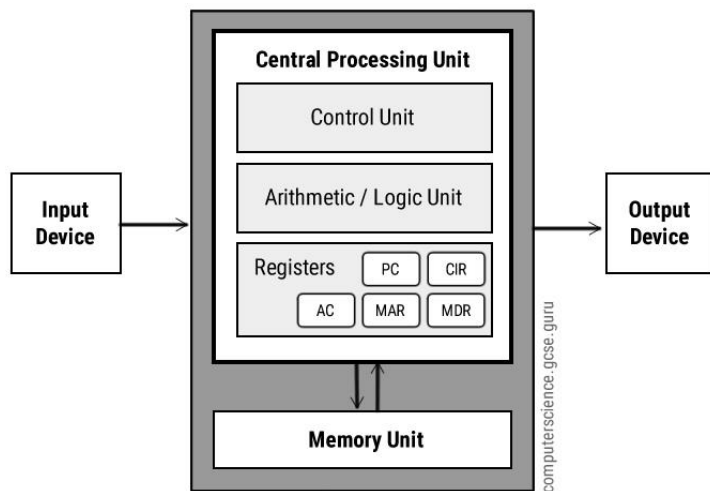 Central Processing Unit
Control Unit
Arithmetic / Logic Unit
Input
Device
Output
Device
Registers
PC
CIR
AC
MAR
MDR
Memory Unit
computerscience.gcse.guru